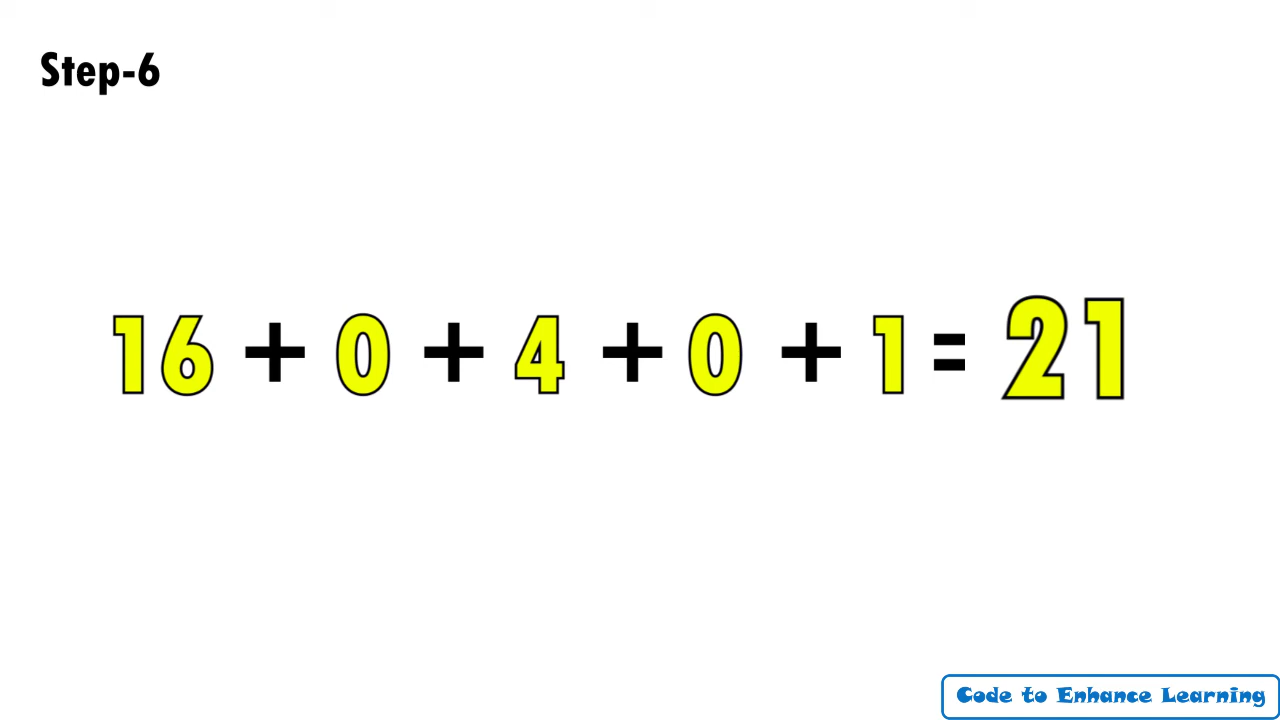 Step-6
16 + 0 + 4 + 0 + 1 = 21
Code to Enhance Learning